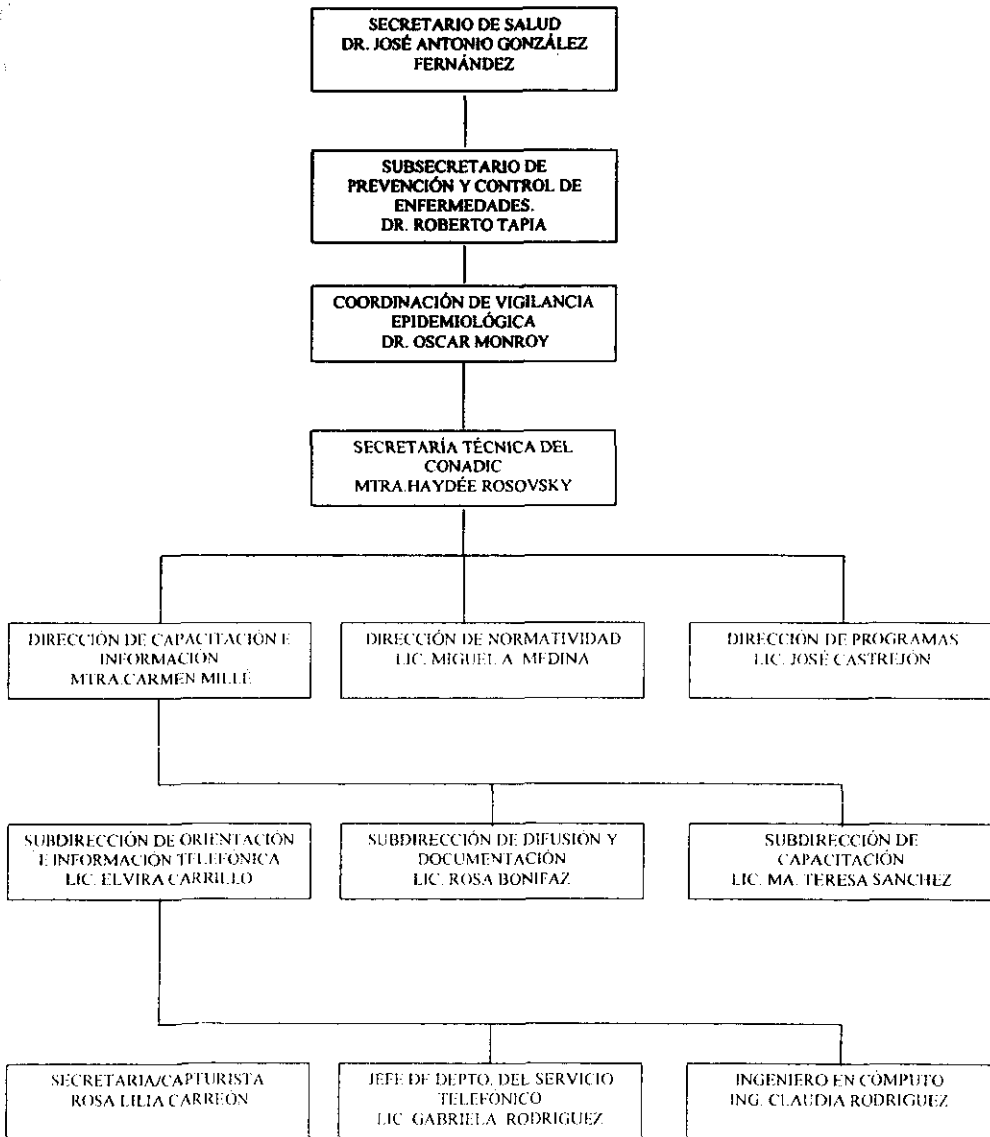 SECRETARIO DE SALUD
DR. JOSÉ ANTONIO GONZÁLEZ
FERNÁNDEZ
SUBSECRETARIO DE
PREVENCIÓN Y CONTROL DE
ENFERMEDADES.
DR. ROBERTO TAPIA
COORDINACIÓN DE VIGILANCIA
EPIDEMIOLÓGICA
DR. OSCAR MONROY
SECRETARÍA TÉCNICA DEL
CONADIC
MTRA.HAYDÉE ROSOVSKY
DIRECCIÓN DE CAPACITACIÓN E
INFORMACIÓN
MTRA.CARMEN MILLÉ
DIRECCIÓN DE NORMATIVIDAD
LIC. MIGUEL A. MEDINA
DIRECCIÓN DE PROGRAMAS
LIC. JOSÉ CASTREJÓN
SUBDIRECCIÓN DE ORIENTACIÓN
E INFORMACIÓN TELEFÓNICA
LIC. ELVIRA CARRILLO
SUBDIRECCIÓN DE DIFUSIÓN Y
DOCUMENTACIÓN
LIC. ROSA BONIFAZ
SUBDIRECCIÓN DE
CAPACITACIÓN
LIC. MA. TERESA SANCHEZ
SECRETARIA/CAPTURISTA
ROSA LILIA CARREÓN
JEFE DE DEPTO. DEL SERVICIO
TELEFÓNICO
LIC. GABRIELA RODRIGUEZ
INGENIERO EN CÓMPUTO
ING. CLAUDIA RODRIGUEZ